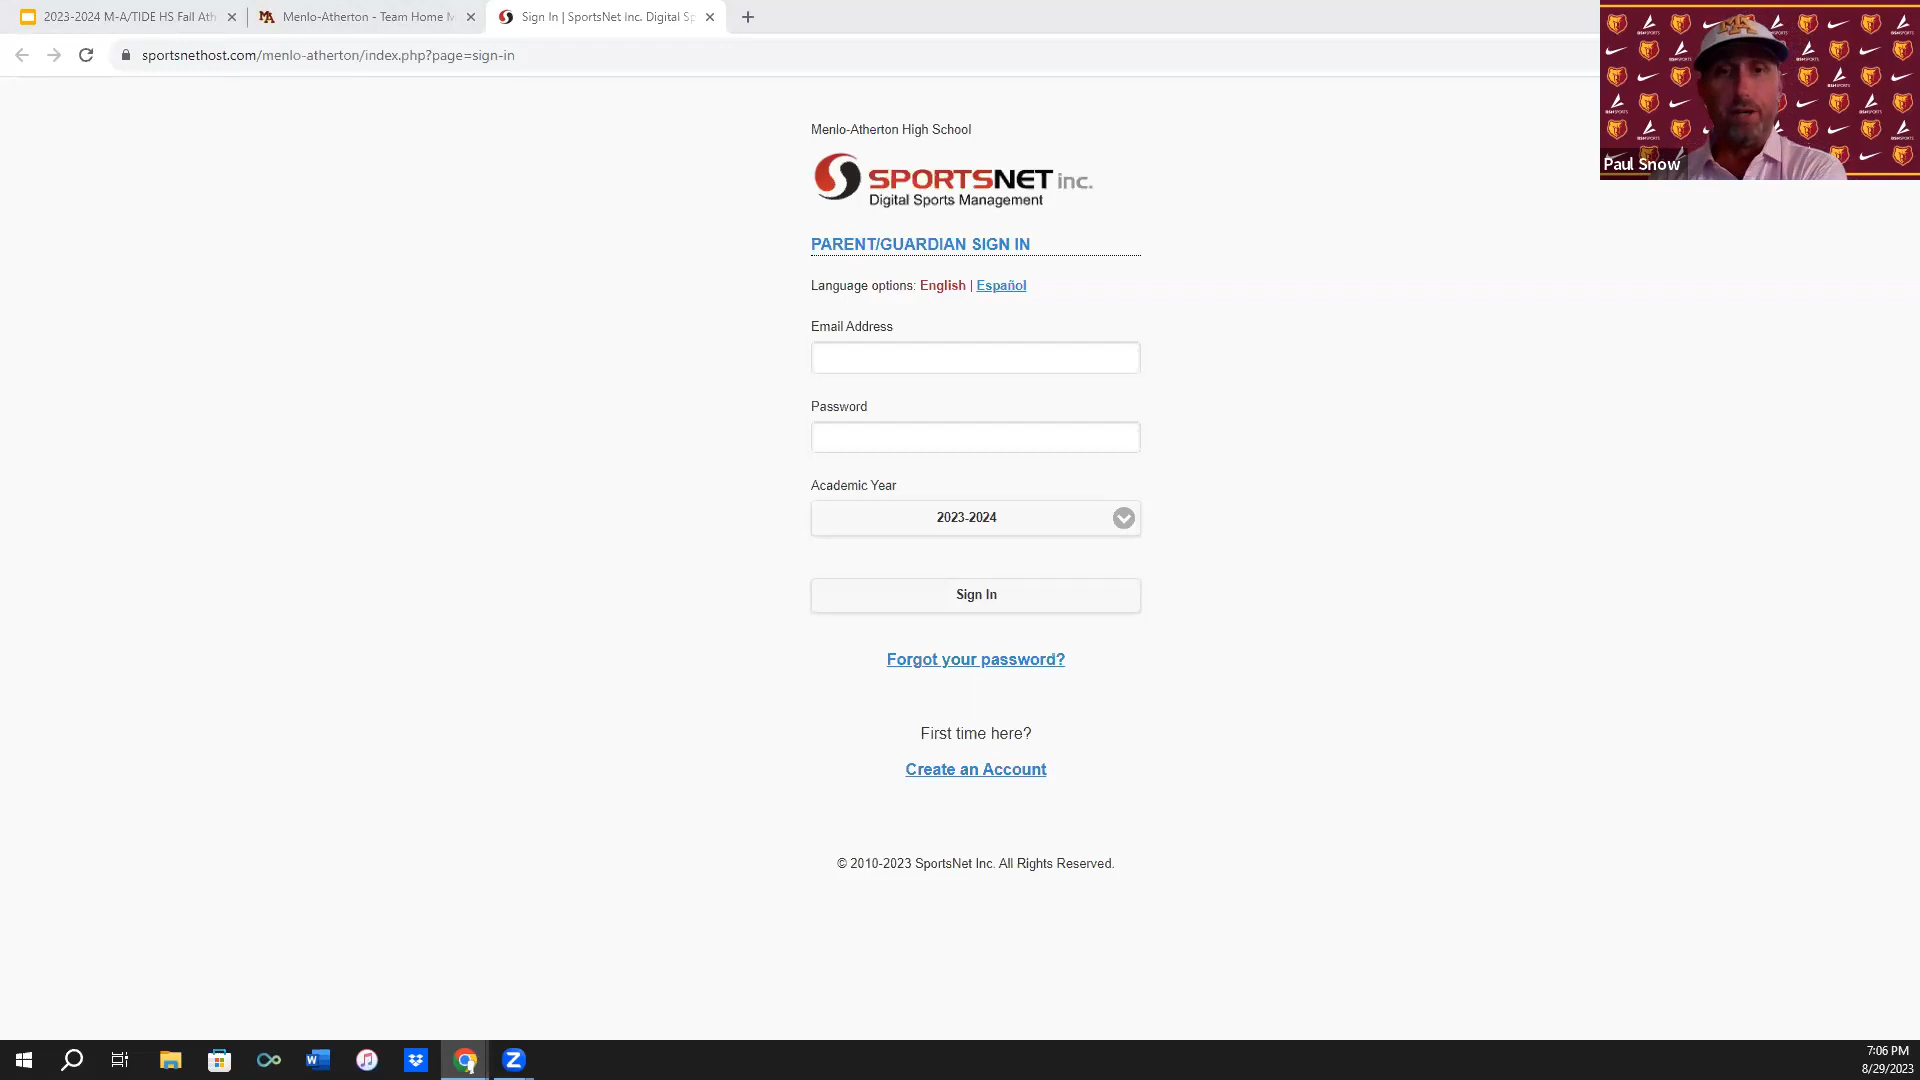 2023-2024 M-A/TIDE HS Fall Ath
Menlo-Atherton - Team Home M
Sign In | SportsNet Inc. Digital Sp
sportsnethost.com/menlo-atherton/index.php?page=sign-in
Paul Snow
Menlo-Atherton High School
SPORTSNET inc.
Digital Sports Management
PARENT/GUARDIAN SIGN IN
Language options: English | Español
Email Address
Password
Academic Year
2023-2024
Sign In
Forgot your password?
First time here?
Create an Account
© 2010-2023 SportsNet Inc. All Rights Reserved.
7:06 PM
8/29/2023